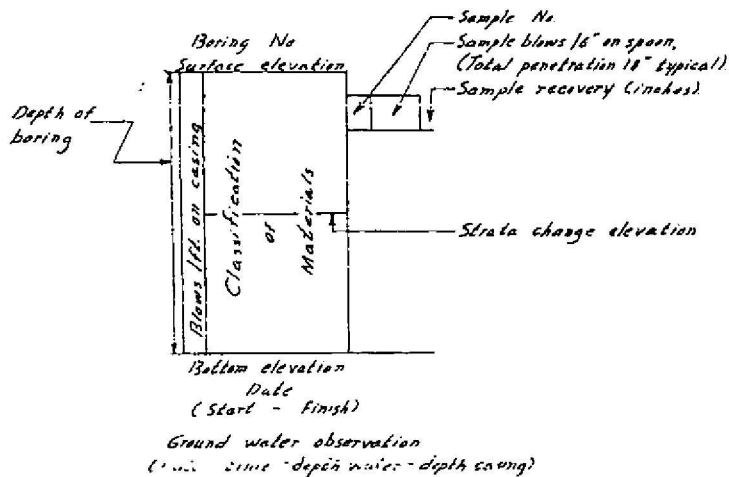 Boring No
Surface elevation
Sample No.
Sample blows /6" on spoon,
(Total penetration 18" typical).
Sample recovery (inches).
Depth of
boring
Blows /ft. on casing
Classification
of
Materials
Strata change elevation
Bottom elevation
Date
(Start - Finish)
Ground water observation
time - depth water - depth casing)